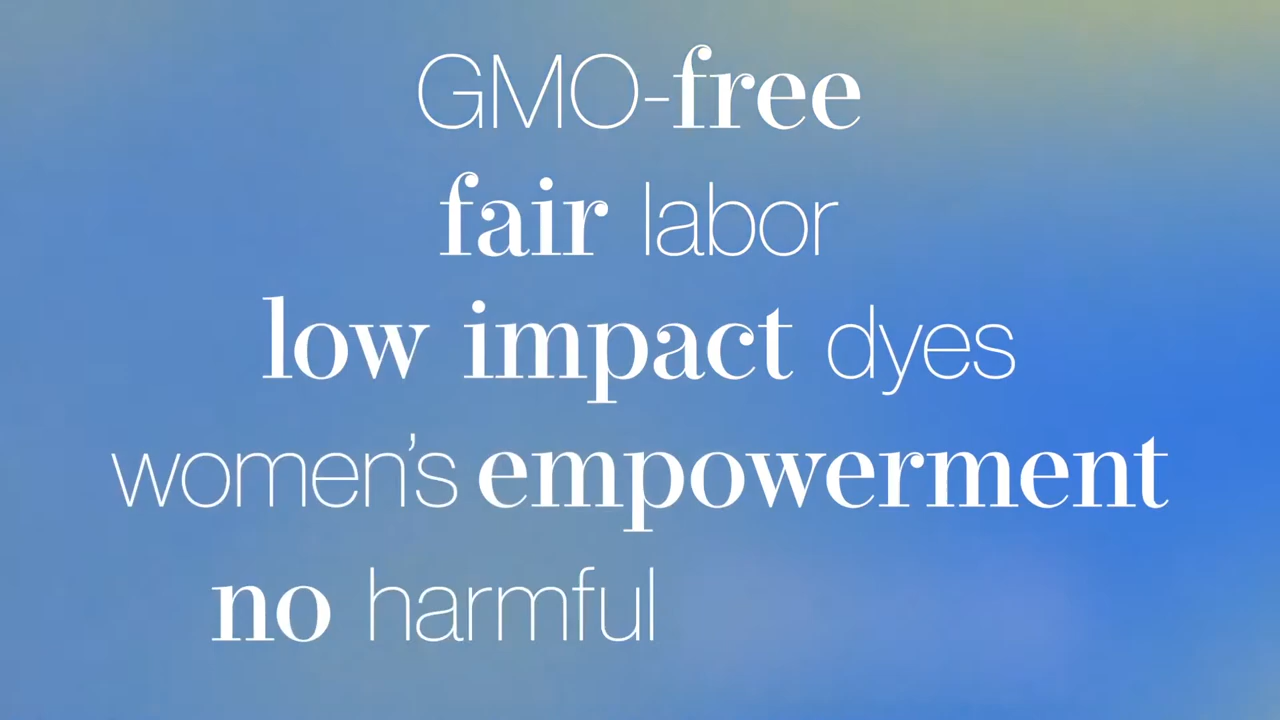 GMO-free
fair labor
low impact dyes
women’s empowerment
no harmful